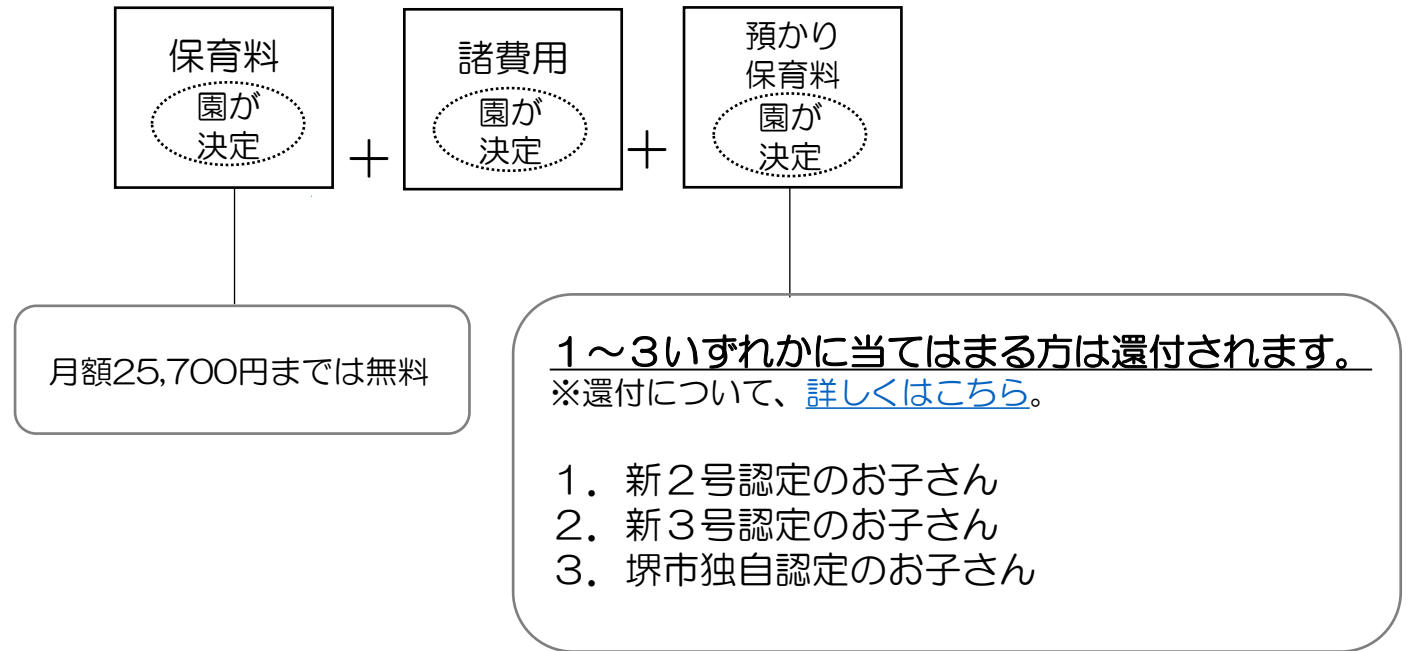 保育料
園が
決定
＋
諸費用
園が
決定
＋
預かり
保育料
園が
決定
月額25,700円までは無料
１～３いずれかに当てはまる方は還付されます。
※還付について、詳しくはこちら。
１．新２号認定のお子さん
２．新３号認定のお子さん
３．堺市独自認定のお子さん